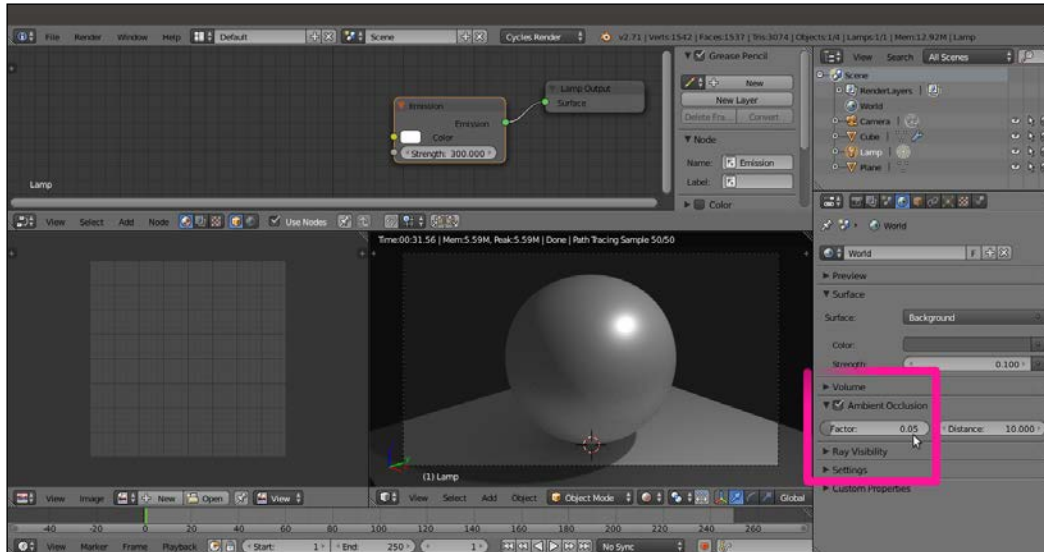 File Render Window Help Default Scene Cycles Render v2.71 | Verts:1542 | Faces:1537 | Tris:3074 | Objects:1/4 | Lamps:1/1 | Mem:12.92M | Lamp
View Search All Scenes
Grease Pencil
New
New Layer
Delete Fra... Convert
Node
Name: Emission
Label:
Color
Emission
Emission
Color
Strength: 300.000
Lamp Output
Surface
Lamp
Scene
RenderLayers
World
Camera
Cube
Lamp
Plane
View Select Add Node Use Nodes
World
World F
Preview
Surface
Surface: Background
Color:
Strength: 0.100
Volume
Ambient Occlusion
Factor: 0.05 Distance: 10.000
Ray Visibility
Settings
Custom Properties
Time:00:31.56 | Mem:5.59M, Peak:5.59M | Done | Path Tracing Sample 50/50
(1) Lamp
View Image New Open View
View Select Add Object Object Mode Global
-40 -20 0 20 40 60 80 100 120 140 160 180 200 220 240 260
View Marker Frame Playback Start: 1 End: 250 1 No Sync